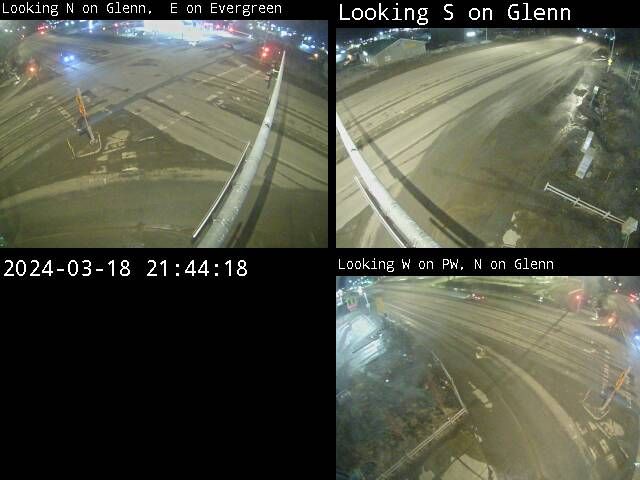 Looking N on Glenn,  E on Evergreen
Looking S on Glenn
2024-03-18 21:44:18
Looking W on PW, N on Glenn